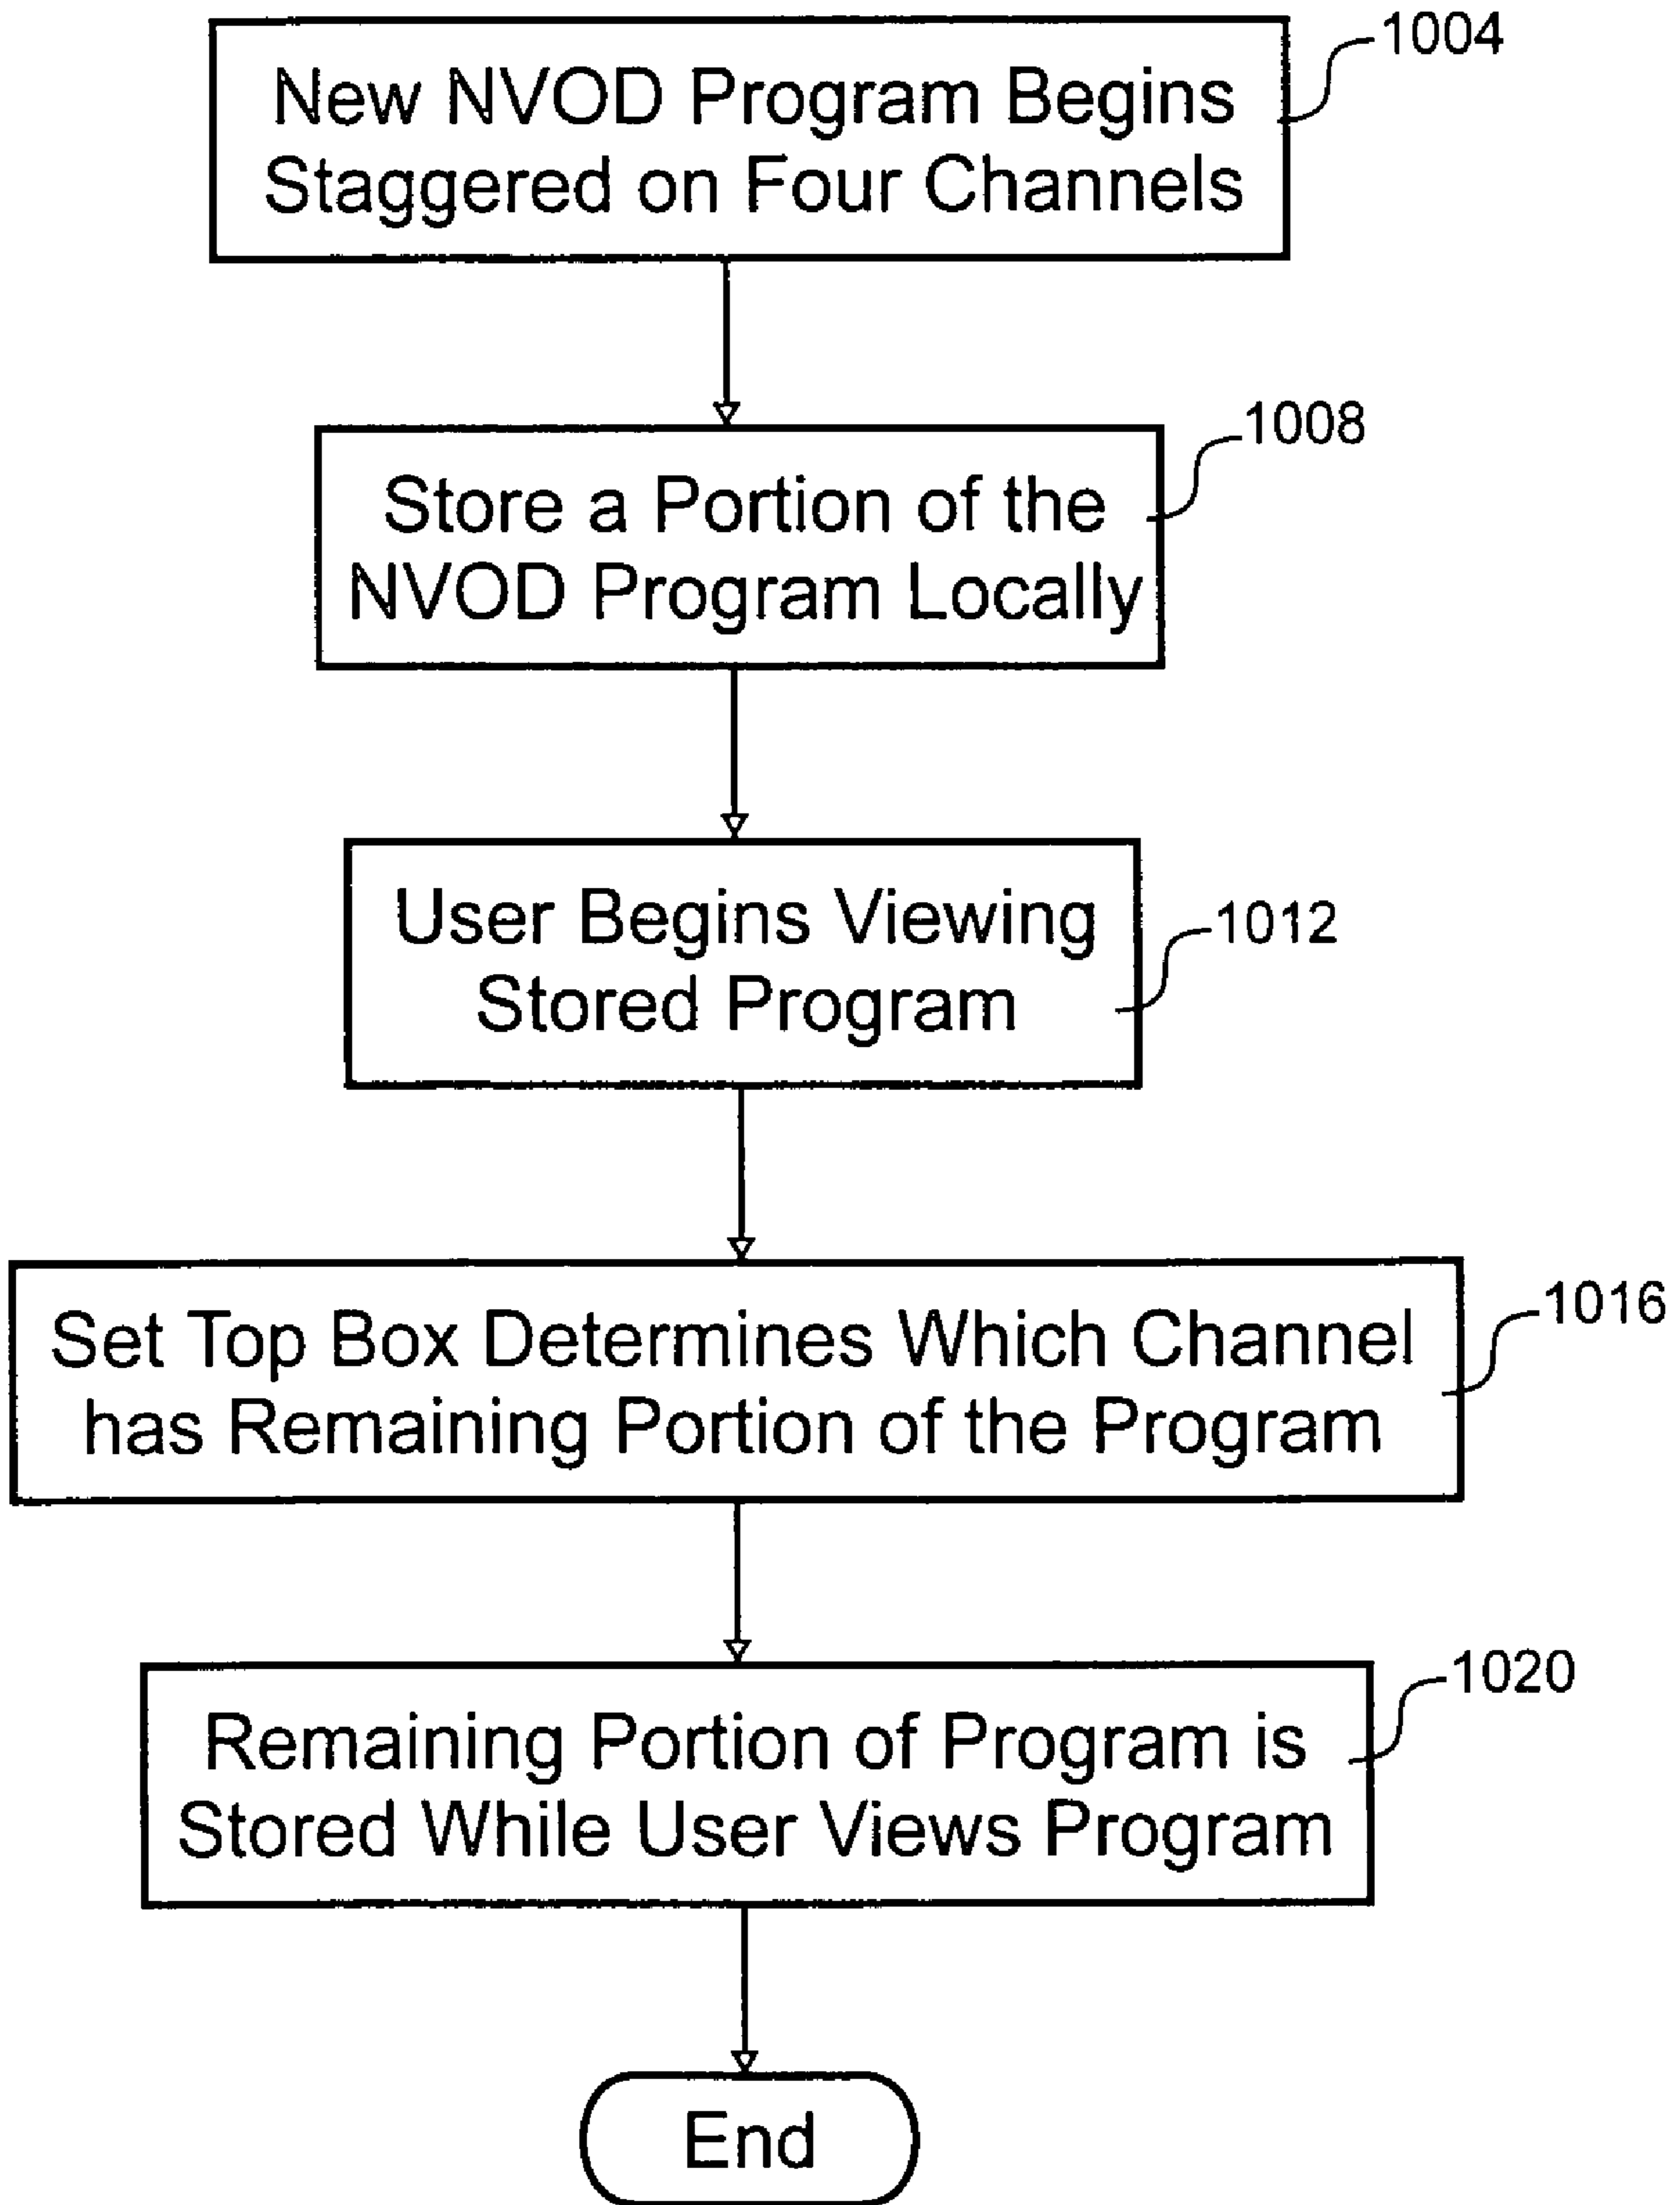 1004
New NVOD Program Begins
Staggered on Four Channels
1008
Store a Portion of the
NVOD Program Locally
User Begins Viewing
1012
Stored Program
1016
Set Top Box Determines Which Channel
has Remaining Portion of the Program
1020
Remaining Portion of Program is
Stored While User Views Program
End